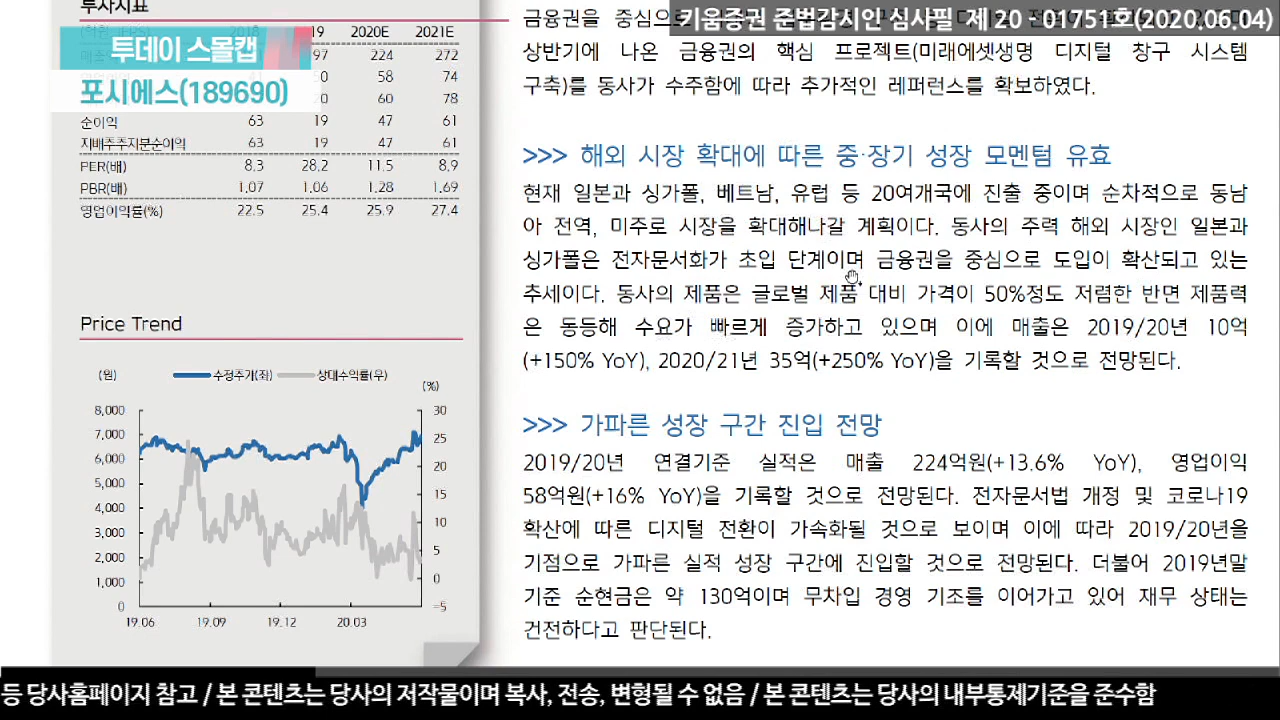 투자지표
19 2020E 2021E
투데이 스몰캡
97 224 272
58 74
포시에스(189690)
60 78
순이익 63 19 47 61
지배주주지분순이익 63 19 47 61
PER(배) 8.3 28.2 11.5 8.9
PBR(배) 1.07 1.06 1.28 1.69
영업이익률(%) 22.5 25.4 25.9 27.4
Price Trend
(원) 수정주가(좌) 상대수익률(우) (%)
8,000 30
7,000 25
6,000 20
5,000 15
4,000 10
3,000 5
2,000 0
1,000 -5
0
19.06 19.09 19.12 20.03
키움증권 준법감시인 심사필 제 20 - 01751호(2020.06.04)
금융권을 중심으로
상반기에 나온 금융권의 핵심 프로젝트(미래에셋생명 디지털 창구 시스템
구축)를 동사가 수주함에 따라 추가적인 레퍼런스를 확보하였다.
>>> 해외 시장 확대에 따른 중·장기 성장 모멘텀 유효
현재 일본과 싱가폴, 베트남, 유럽 등 20여개국에 진출 중이며 순차적으로 동남
아 전역, 미주로 시장을 확대해나갈 계획이다. 동사의 주력 해외 시장인 일본과
싱가폴은 전자문서화가 초입 단계이며 금융권을 중심으로 도입이 확산되고 있는
추세이다. 동사의 제품은 글로벌 제품 대비 가격이 50%정도 저렴한 반면 제품력
은 동등해 수요가 빠르게 증가하고 있으며 이에 매출은 2019/20년 10억
(+150% YoY), 2020/21년 35억(+250% YoY)을 기록할 것으로 전망된다.
>>> 가파른 성장 구간 진입 전망
2019/20년 연결기준 실적은 매출 224억원(+13.6% YoY), 영업이익
58억원(+16% YoY)을 기록할 것으로 전망된다. 전자문서법 개정 및 코로나19
확산에 따른 디지털 전환이 가속화될 것으로 보이며 이에 따라 2019/20년을
기점으로 가파른 실적 성장 구간에 진입할 것으로 전망된다. 더불어 2019년말
기준 순현금은 약 130억이며 무차입 경영 기조를 이어가고 있어 재무 상태는
건전하다고 판단된다.
등 당사홈페이지 참고 / 본 콘텐츠는 당사의 저작물이며 복사, 전송, 변형될 수 없음 / 본 콘텐츠는 당사의 내부통제기준을 준수함